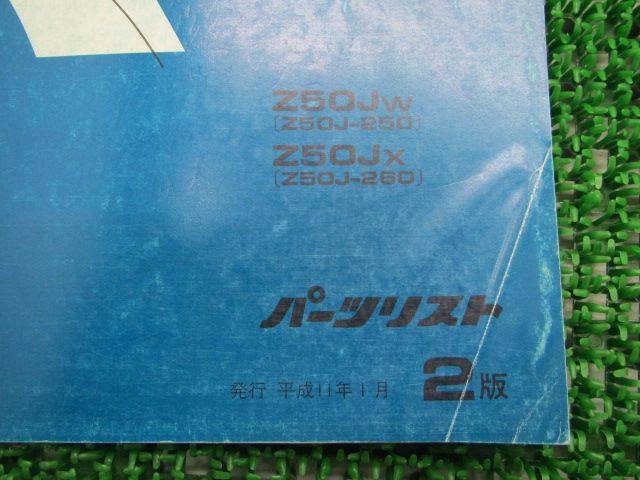 Z50JW
(Z50J-250)
Z50JX
(Z50J-260)
パーツリスト
発行 平成11年1月 2版